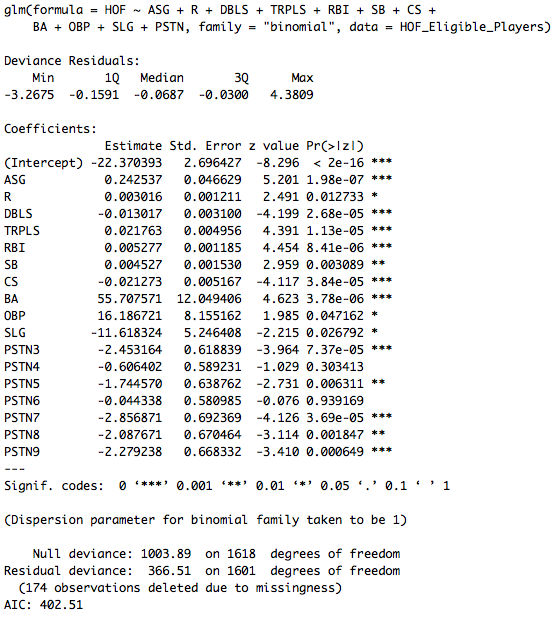 glm(formula = HOF ~ ASG + R + DBLS + TRPLS + RBI + SB + CS +
    BA + OBP + SLG + PSTN, family = "binomial", data = HOF_Eligible_Players)

Deviance Residuals:
    Min       1Q   Median       3Q      Max
-3.2675  -0.1591  -0.0687  -0.0300   4.3809

Coefficients:
              Estimate Std. Error z value Pr(>|z|)
(Intercept) -22.370393   2.696427  -8.296  < 2e-16 ***
ASG           0.242537   0.046629   5.201 1.98e-07 ***
R             0.003016   0.001211   2.491 0.012733 *
DBLS         -0.013017   0.003100  -4.199 2.68e-05 ***
TRPLS         0.021763   0.004956   4.391 1.13e-05 ***
RBI           0.005277   0.001185   4.454 8.41e-06 ***
SB            0.004527   0.001530   2.959 0.003089 **
CS           -0.021273   0.005167  -4.117 3.84e-05 ***
BA           55.707571  12.049406   4.623 3.78e-06 ***
OBP          16.186721   8.155162   1.985 0.047162 *
SLG         -11.618324   5.246408  -2.215 0.026792 *
PSTN3        -2.453164   0.618839  -3.964 7.37e-05 ***
PSTN4        -0.606402   0.589231  -1.029 0.303413
PSTN5        -1.744570   0.638762  -2.731 0.006311 **
PSTN6        -0.044338   0.580985  -0.076 0.939169
PSTN7        -2.856871   0.692369  -4.126 3.69e-05 ***
PSTN8        -2.087671   0.670464  -3.114 0.001847 **
PSTN9        -2.279238   0.668332  -3.410 0.000649 ***
---
Signif. codes:  0 ‘***’ 0.001 ‘**’ 0.01 ‘*’ 0.05 ‘.’ 0.1 ‘ ’ 1

(Dispersion parameter for binomial family taken to be 1)

    Null deviance: 1003.89  on 1618  degrees of freedom
Residual deviance:  366.51  on 1601  degrees of freedom
  (174 observations deleted due to missingness)
AIC: 402.51